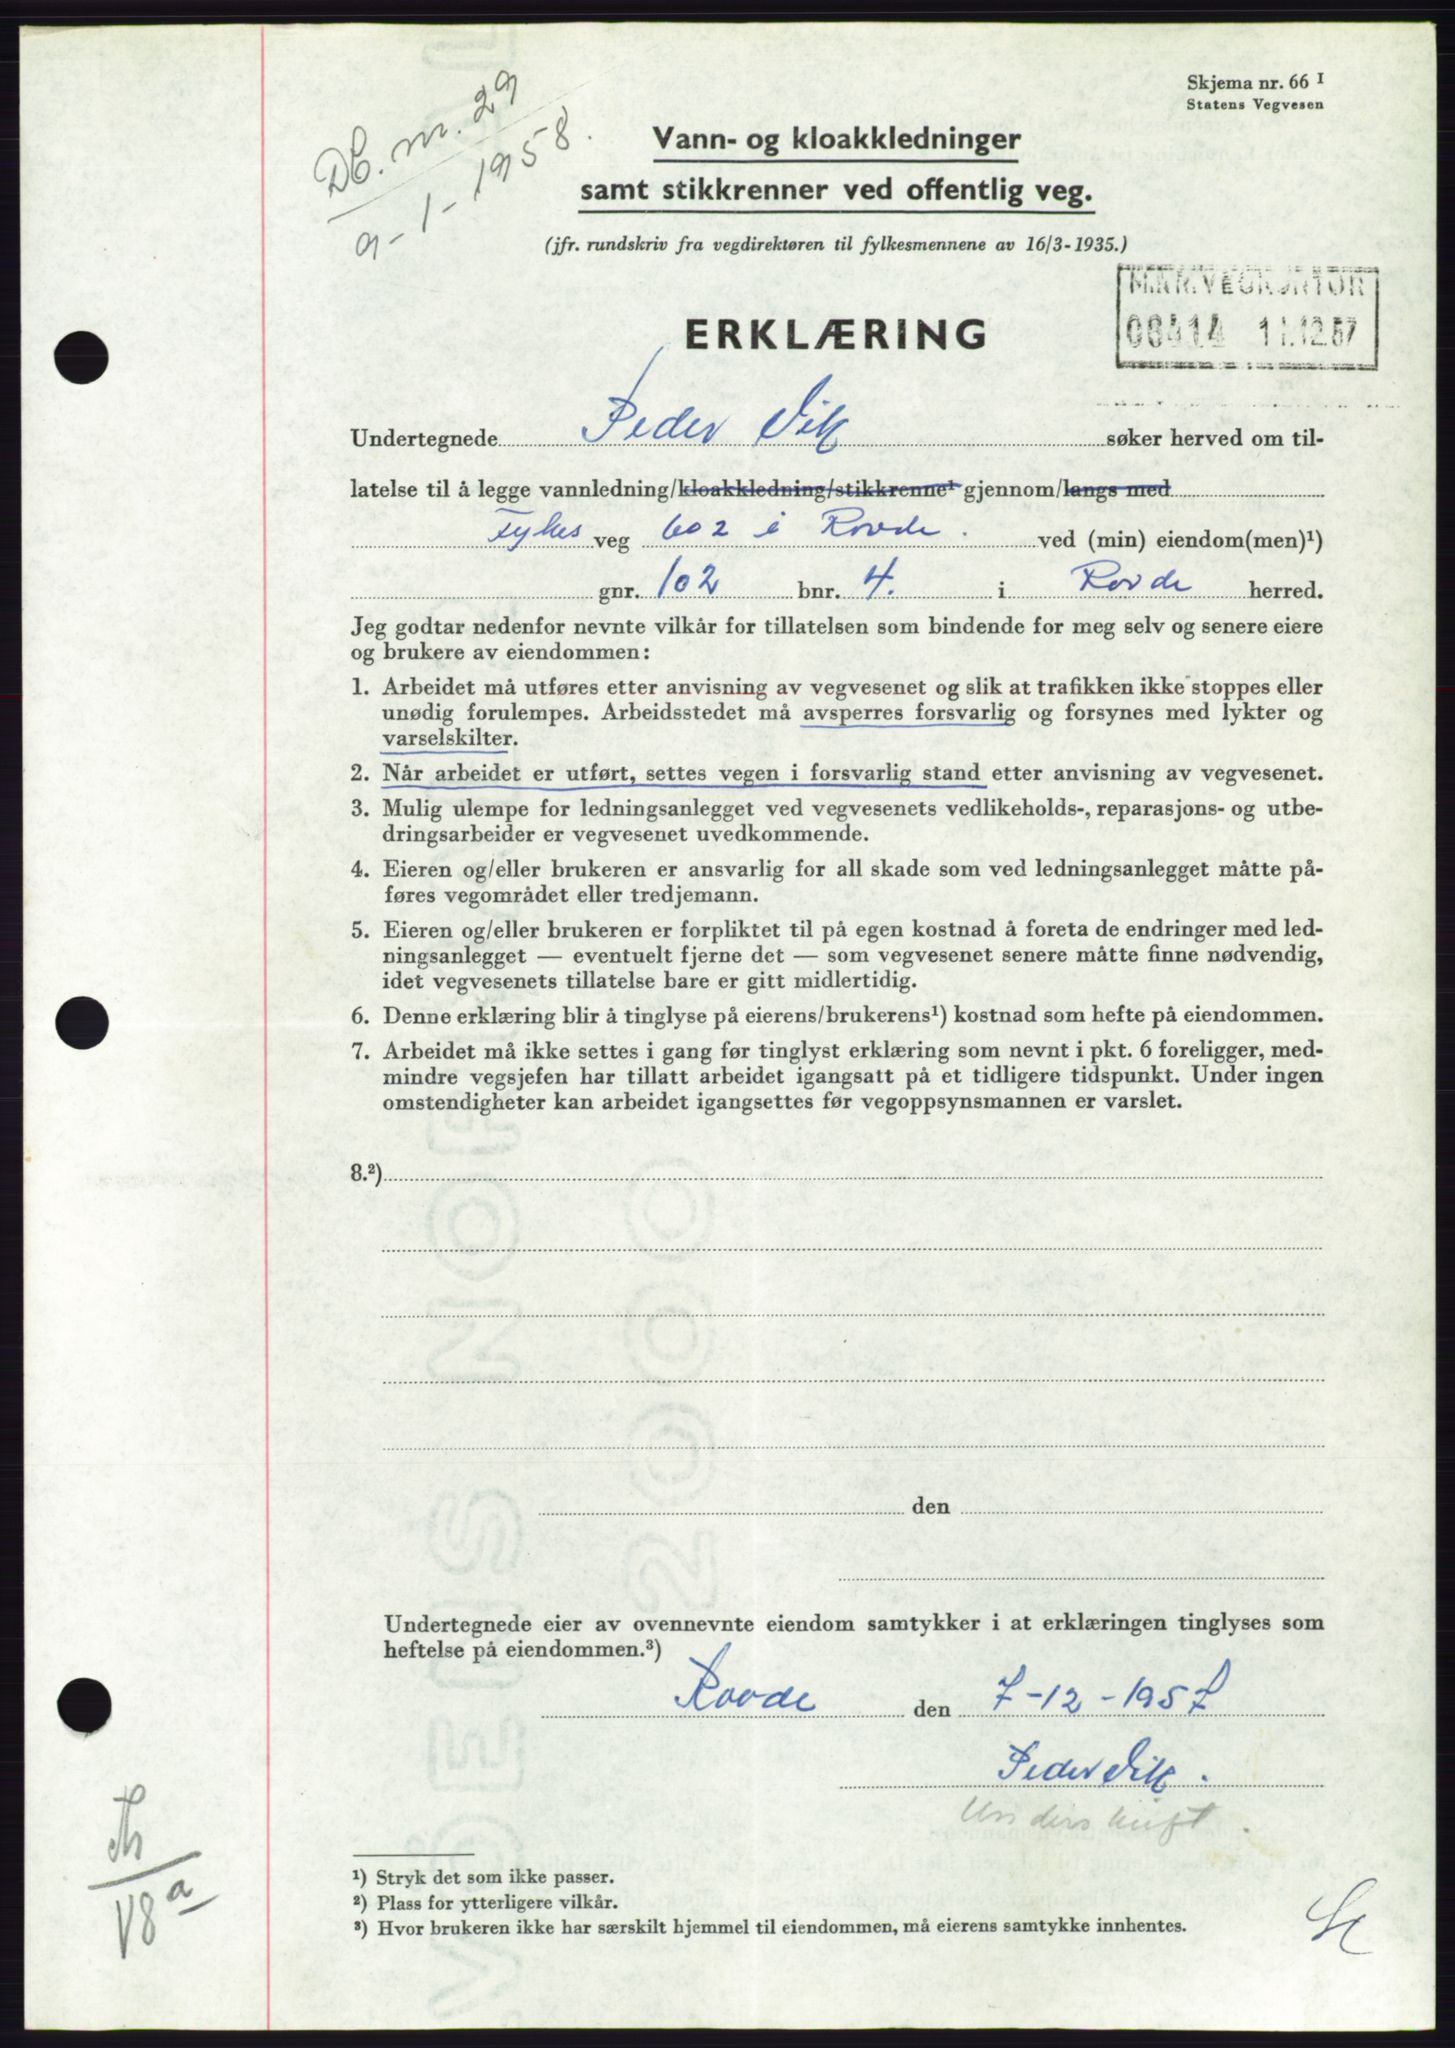 Skjema nr. 66 I
Statens Vegvesen
Db. nr. 29
9-1-1958.
Vann- og kloakkledninger
samt stikkrenner ved offentlig veg.
(jfr. rundskriv fra vegdirektøren til fylkesmennene av 16/3-1935.)
M.&R. VEGKONTOR
08414 11.12.57
ERKLÆRING
Undertegnede Peder Vik søker herved om til-
latelse til å legge vannledning/kloakkledning/stikkrenne¹ gjennom/langs med
Fylkes veg 602 i Rovde. ved (min) eiendom(men)¹)
gnr. 102 bnr. 4. i Rovde herred.
Jeg godtar nedenfor nevnte vilkår for tillatelsen som bindende for meg selv og senere eiere
og brukere av eiendommen:
1. Arbeidet må utføres etter anvisning av vegvesenet og slik at trafikken ikke stoppes eller
unødig forulempes. Arbeidsstedet må avsperres forsvarlig og forsynes med lykter og
varselskilter.
2. Når arbeidet er utført, settes vegen i forsvarlig stand etter anvisning av vegvesenet.
3. Mulig ulempe for ledningsanlegget ved vegvesenets vedlikeholds-, reparasjons- og utbe-
dringsarbeider er vegvesenet uvedkommende.
4. Eieren og/eller brukeren er ansvarlig for all skade som ved ledningsanlegget måtte på-
føres vegområdet eller tredjemann.
5. Eieren og/eller brukeren er forpliktet til på egen kostnad å foreta de endringer med led-
ningsanlegget — eventuelt fjerne det — som vegvesenet senere måtte finne nødvendig,
idet vegvesenets tillatelse bare er gitt midlertidig.
6. Denne erklæring blir å tinglyse på eierens/brukerens¹) kostnad som hefte på eiendommen.
7. Arbeidet må ikke settes i gang før tinglyst erklæring som nevnt i pkt. 6 foreligger, med-
mindre vegsjefen har tillatt arbeidet igangsatt på et tidligere tidspunkt. Under ingen
omstendigheter kan arbeidet igangsettes før vegoppsynsmannen er varslet.
8.²)
den
Undertegnede eier av ovennevnte eiendom samtykker i at erklæringen tinglyses som
heftelse på eiendommen.³)
Rovde den 7-12-1957
Peder Vik.
Underskrift.
¹) Stryk det som ikke passer.
²) Plass for ytterligere vilkår.
³) Hvor brukeren ikke har særskilt hjemmel til eiendommen, må eierens samtykke innhentes.